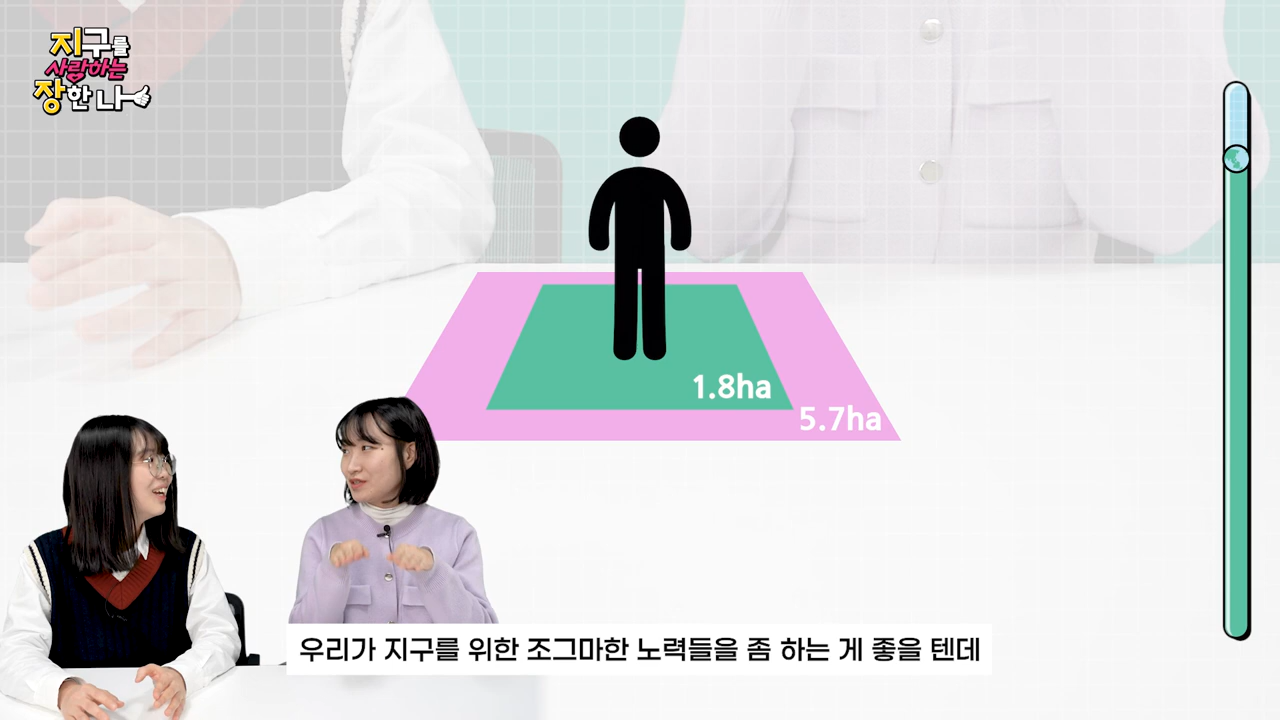 지구를
사랑하는
장한 나
1.8ha
5.7ha
우리가 지구를 위한 조그마한 노력들을 좀 하는 게 좋을 텐데